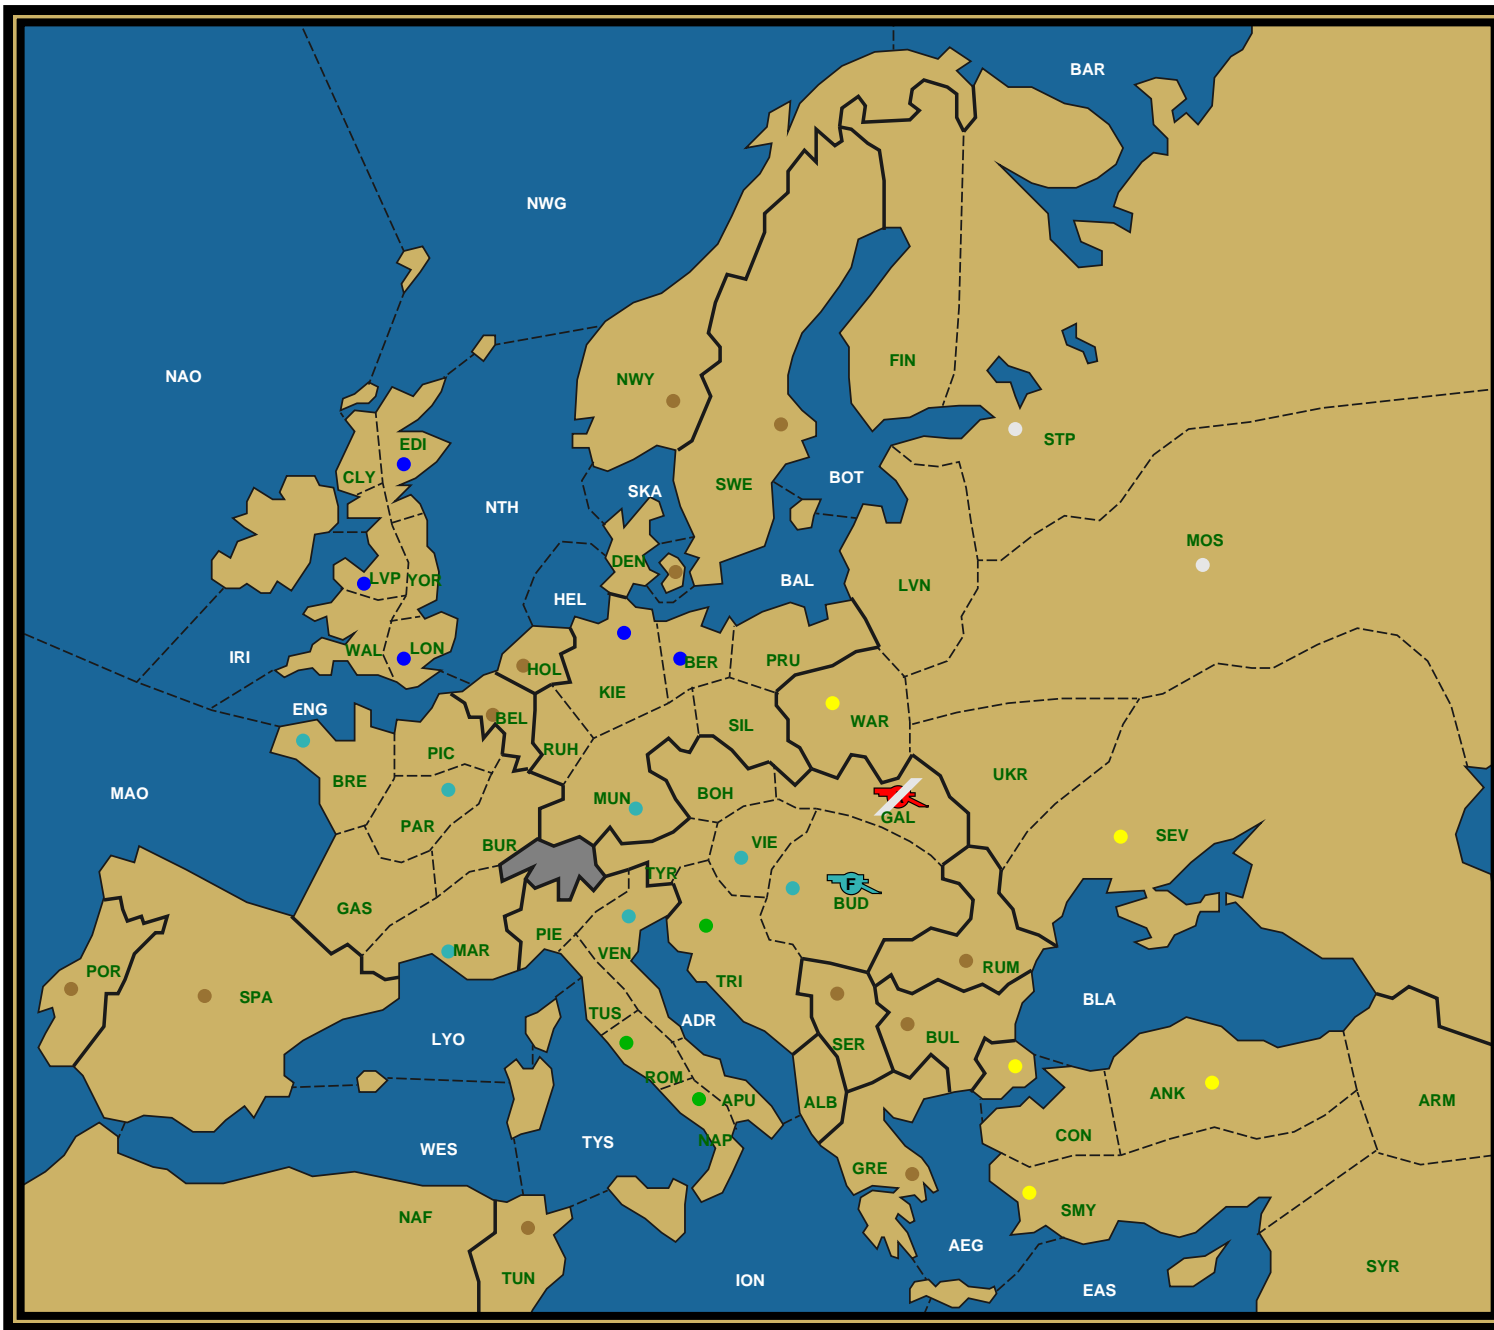 BAR
NWG
NAO
FIN
NWY
STP
EDI
CLY
SKA
SWE
BOT
NTH
MOS
DEN
LVP YOR
BAL
LVN
HEL
IRI
WAL
LON
HOL
BER
PRU
KIE
ENG
BEL
WAR
SIL
PIC
RUH
BRE
UKR
MAO
BOH
MUN
GAL
PAR
SEV
VIE
BUR
TYR
F
BUD
GAS
PIE
MAR
VEN
RUM
POR
TRI
SPA
BLA
TUS
ADR
BUL
LYO
SER
ROM
ANK
APU
ALB
ARM
CON
NAP
TYS
WES
GRE
SMY
NAF
AEG
SYR
TUN
ION
EAS